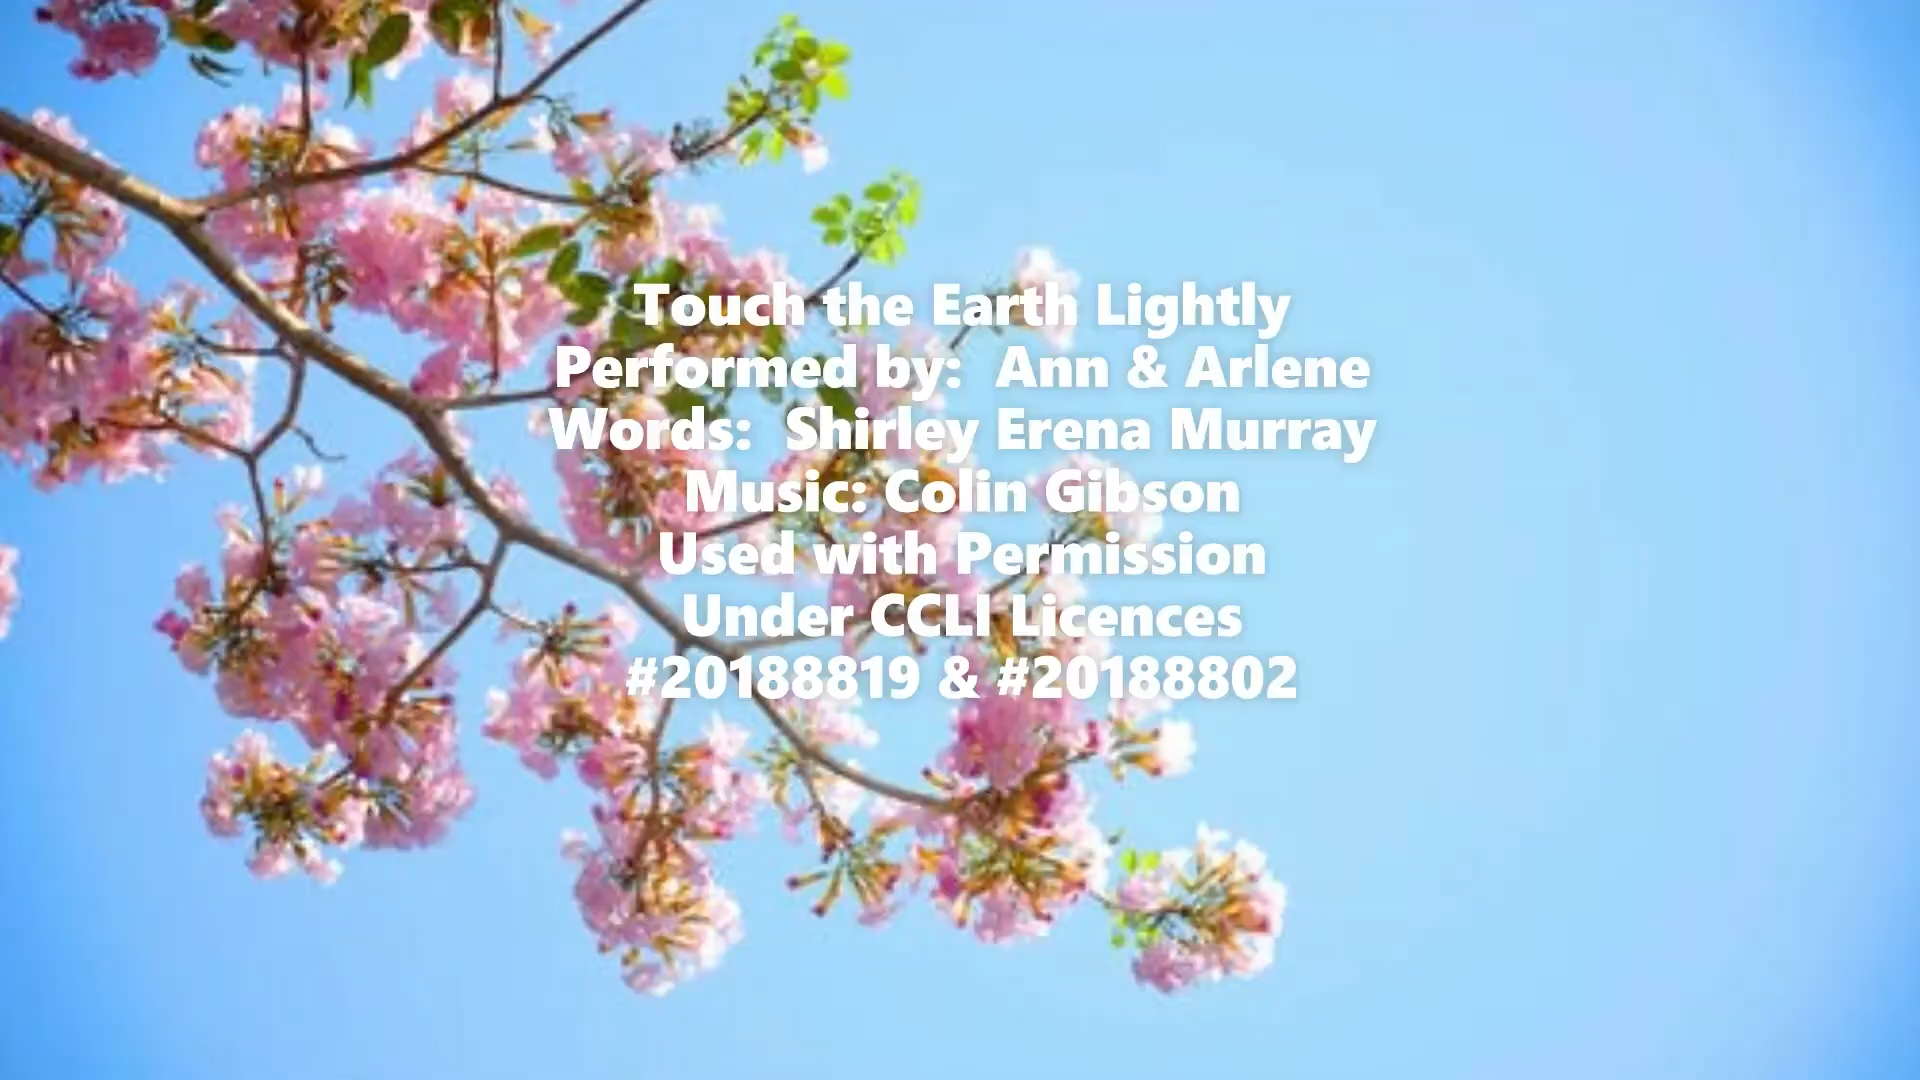 Touch the Earth Lightly
Performed by:  Ann & Arlene
Words:  Shirley Erena Murray
Music: Colin Gibson
Used with Permission
Under CCLI Licences
#20188819 & #20188802